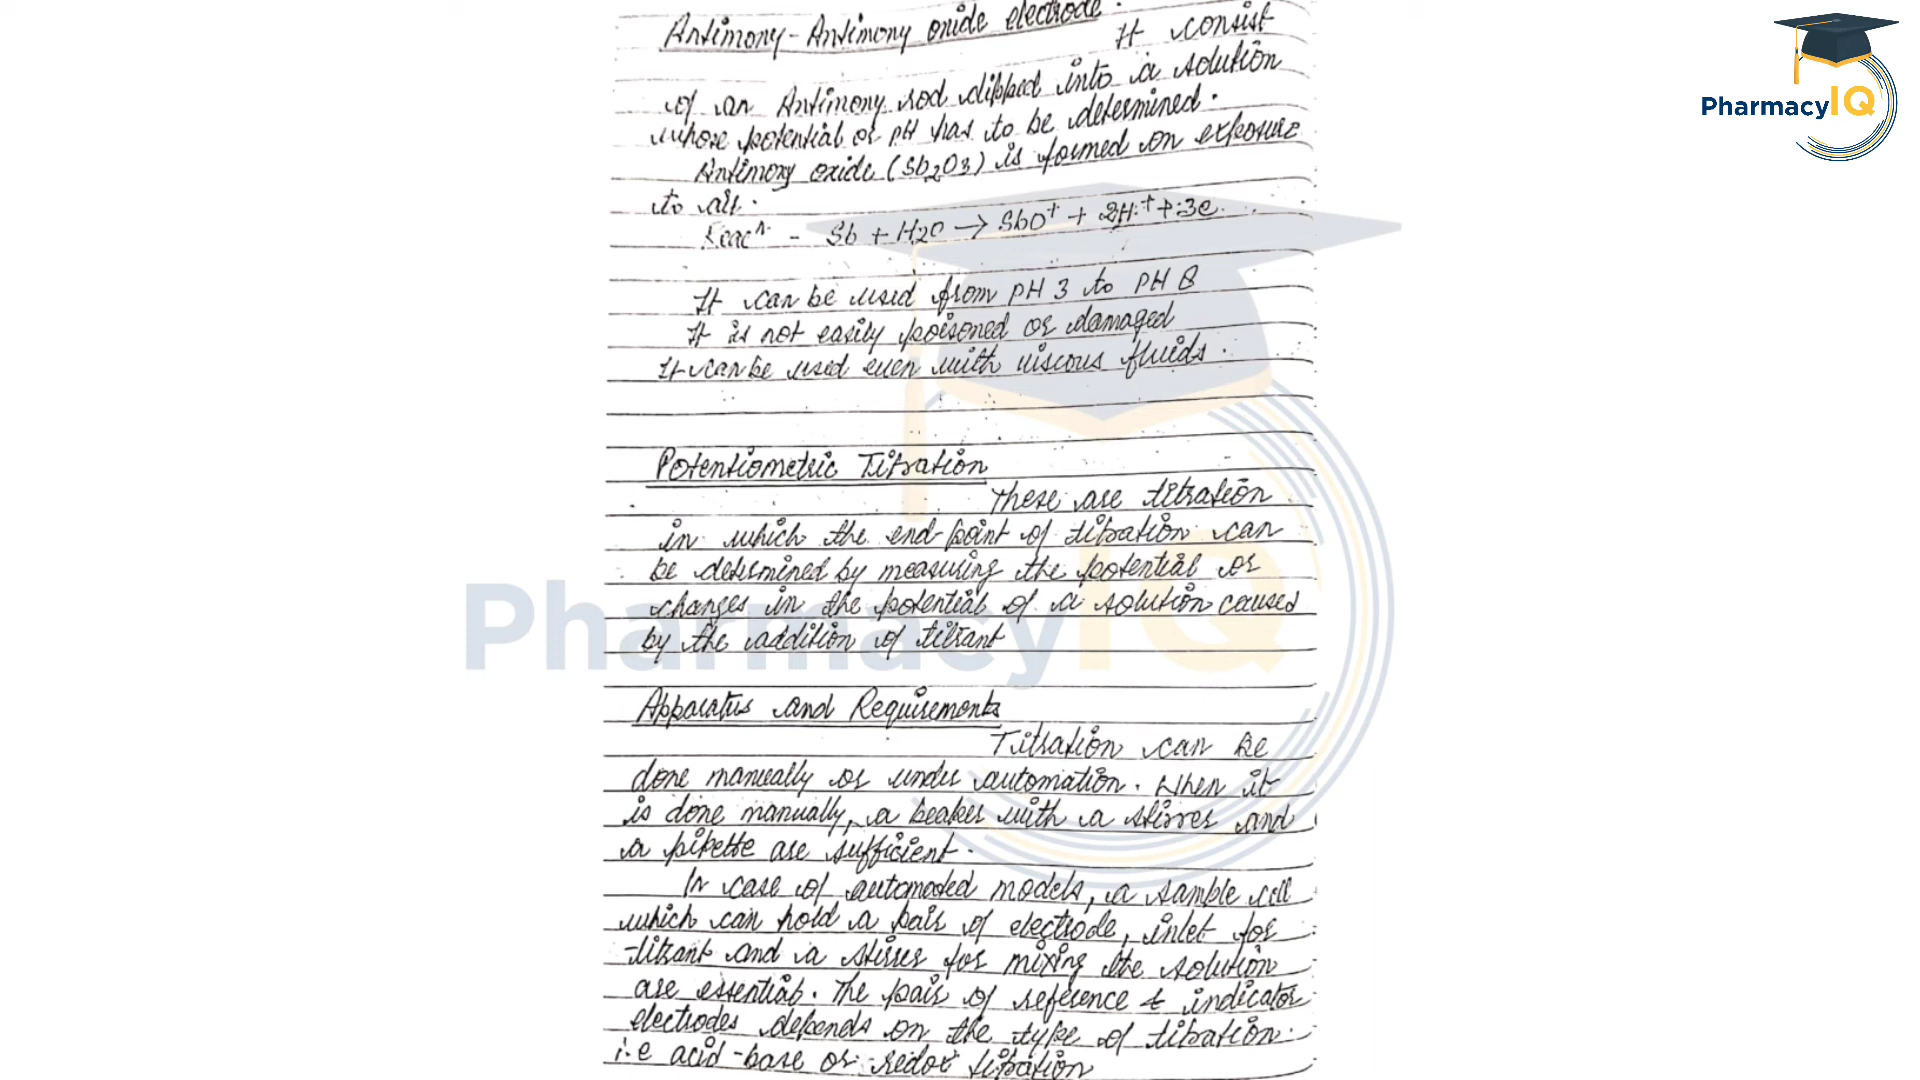 Antimony-Antimony oxide electrode.
It consist
of an Antimony rod dipped into a solution
whose potential or pH has to be determined.
Antimony oxide (Sb2O3) is formed on exposure
to air.
Reacn. - Sb + H2O → SbO+ + 2H+ + 3e
It can be used from pH 3 to pH 8
It is not easily poisoned or damaged
It can be used even with viscous fluids.
Potentiometric Titration
These are titration
in which the end-point of titration can
be determined by measuring the potential or
changes in the potential of a solution caused
by the addition of titrant
Apparatus and Requirements
Titration can be
done manually or under automation. When it
is done manually, a beaker with a stirrer and
a pipette are sufficient.
In case of automated models, a sample cell
which can hold a pair of electrode, inlet for
titrant and a stirrer for mixing the solution
are essential. The pair of reference & indicator
electrodes depends on the type of titration.
i.e acid-base or redox titration
PharmacyIQ
PharmacyIQ